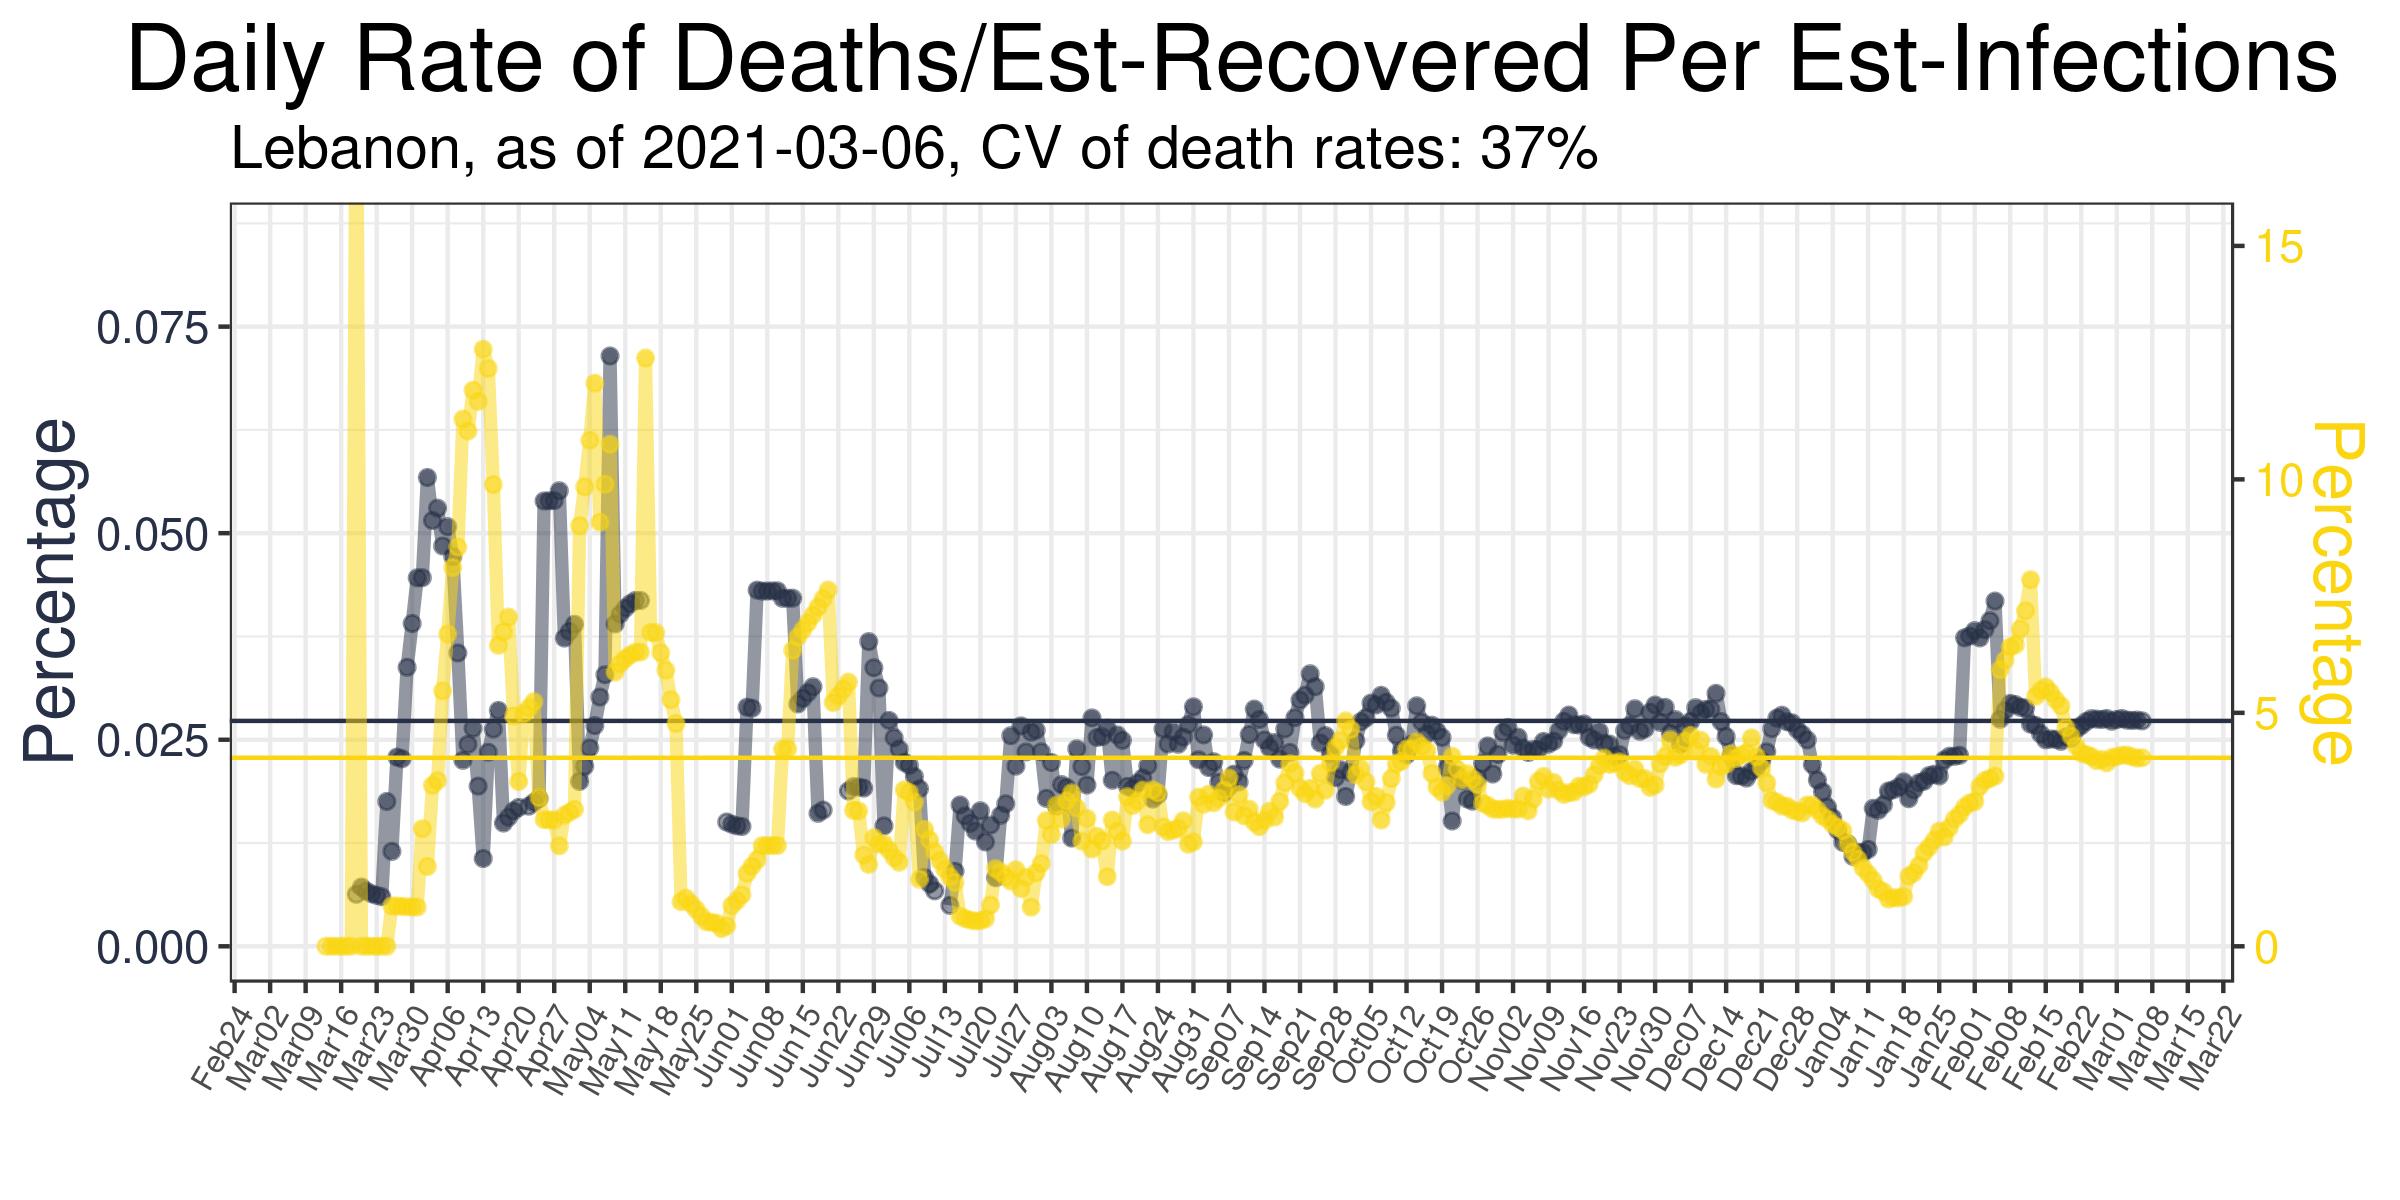 Daily Rate of Deaths/Est-Recovered Per Est-Infections
Lebanon, as of 2021-03-06, CV of death rates: 37%
Percentage
0.075
0.050
0.025
0.000
15
10
5
0
Percentage
Feb24
Mar02
Mar09
Mar16
Mar23
Mar30
Apr06
Apr13
Apr20
Apr27
May04
May11
May18
May25
Jun01
Jun08
Jun15
Jun22
Jun29
Jul06
Jul13
Jul20
Jul27
Aug03
Aug10
Aug17
Aug24
Aug31
Sep07
Sep14
Sep21
Sep28
Oct05
Oct12
Oct19
Oct26
Nov02
Nov09
Nov16
Nov23
Nov30
Dec07
Dec14
Dec21
Dec28
Jan04
Jan11
Jan18
Jan25
Feb01
Feb08
Feb15
Feb22
Mar01
Mar08
Mar15
Mar22